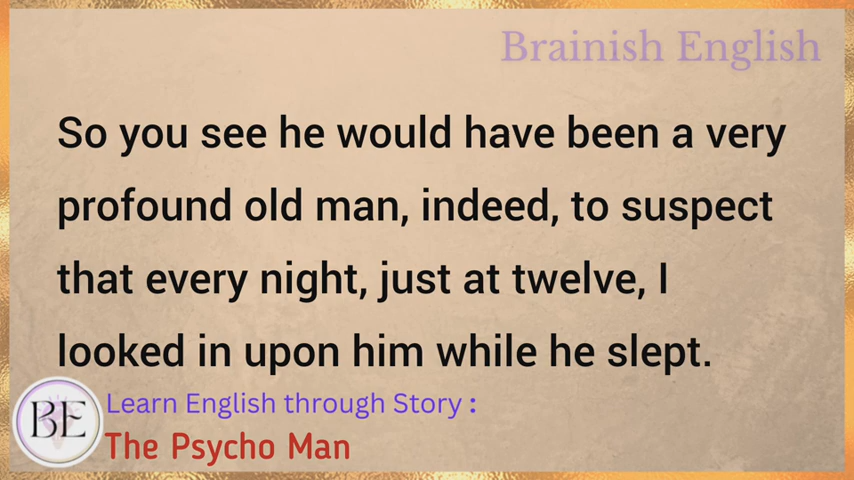 Brainish English
So you see he would have been a very
profound old man, indeed, to suspect
that every night, just at twelve, I
looked in upon him while he slept.
BE
Learn English through Story :
The Psycho Man